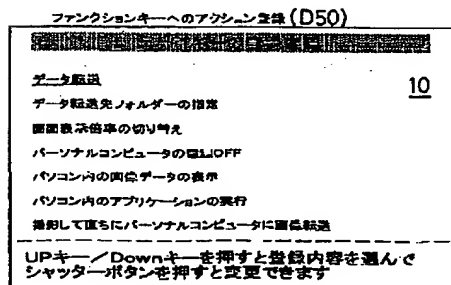 ファンクションキーへのアクション登録(D50)
データ転送
10
データ転送先フォルダーの指定
画面表示倍率の切り替え
パーソナルコンピュータの電源OFF
パソコン内の画像データの表示
パソコン内のアプリケーションの実行
撮影して直ちにパーソナルコンピュータに画像転送
UPキー/Downキーを押すと登録内容を選んで
シャッターボタンを押すと変更できます